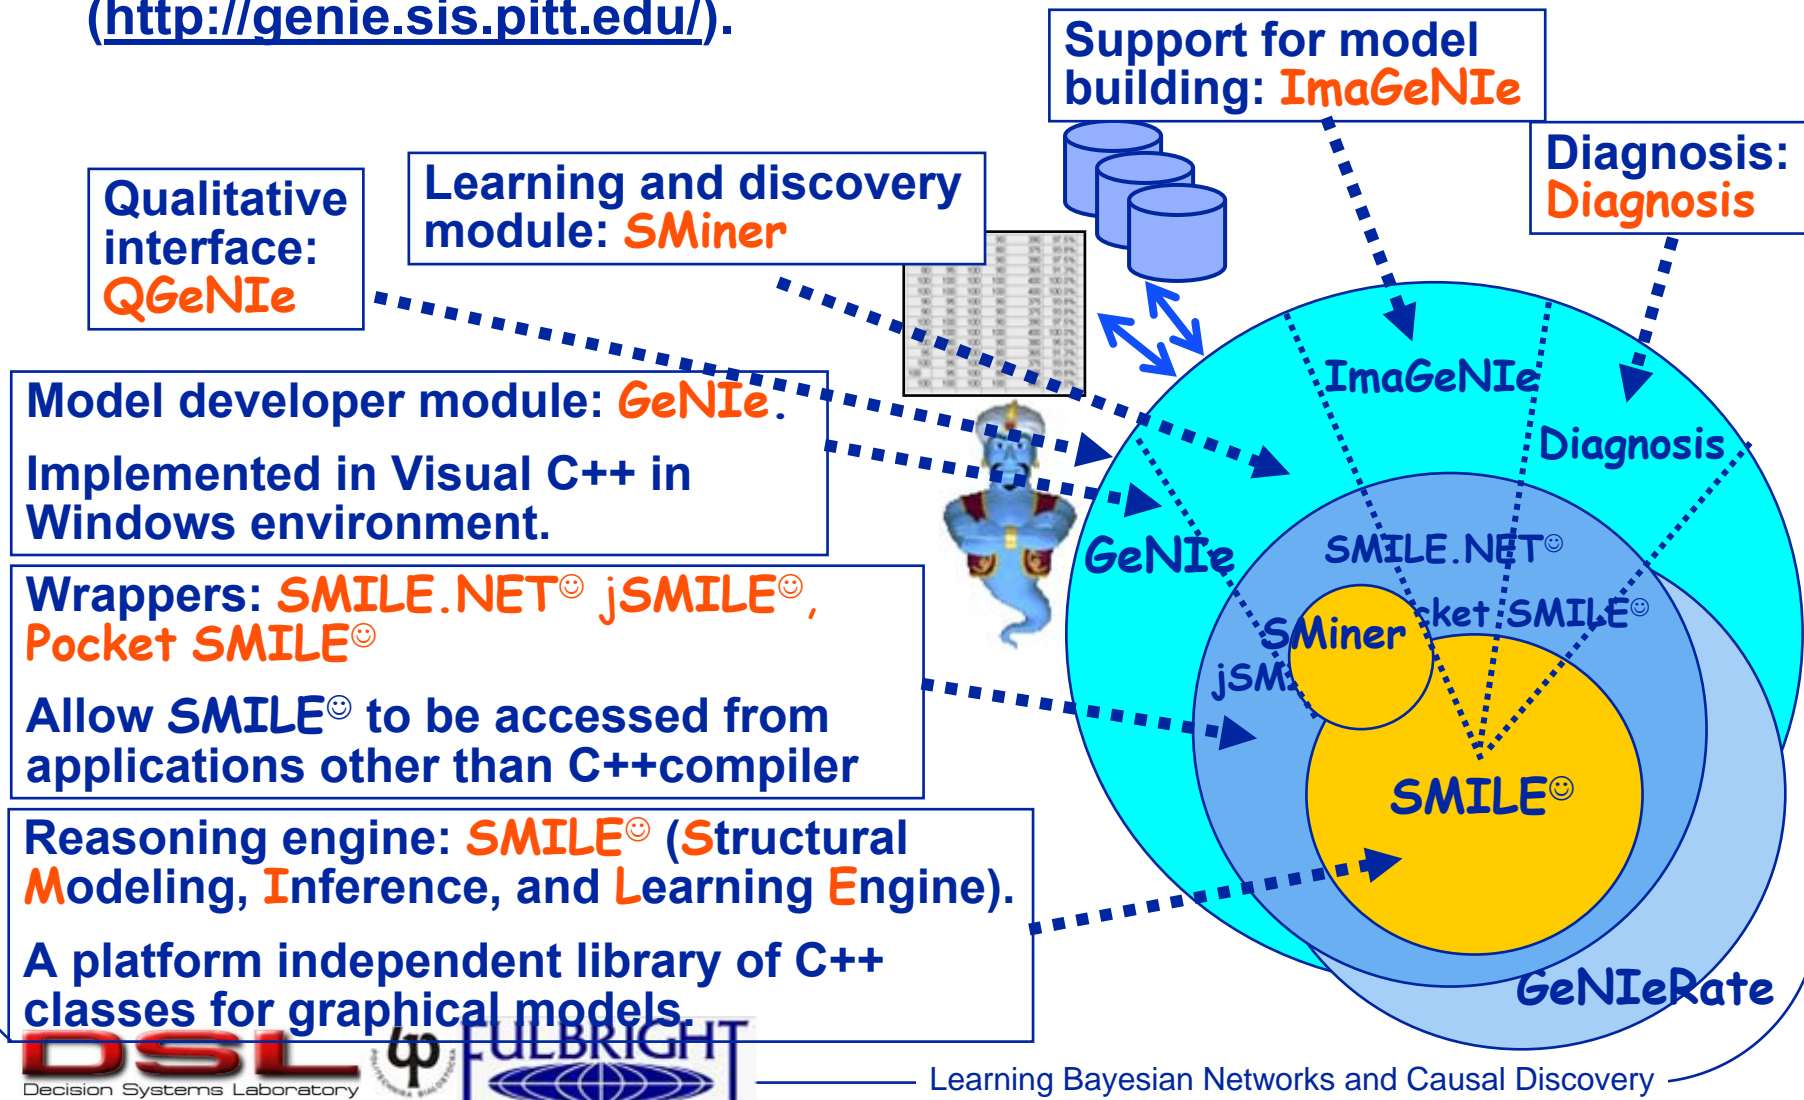 (http://genie.sis.pitt.edu/).
Support for model
building: ImaGeNIe
Diagnosis:
Diagnosis
Learning and discovery
module: SMiner
Qualitative
interface:
QGeNIe
Model developer module: GeNIe.
Implemented in Visual C++ in
Windows environment.
Wrappers: SMILE.NET☺ jSMILE☺,
Pocket SMILE☺
Allow SMILE☺ to be accessed from
applications other than C++compiler
Reasoning engine: SMILE☺ (Structural
Modeling, Inference, and Learning Engine).
A platform independent library of C++
classes for graphical models.
ImaGeNIe
Diagnosis
GeNIe
SMILE.NET☺
cket SMILE☺
SMiner
jSM
SMILE☺
GeNIeRate
DSL
Decision Systems Laboratory
FULBRIGHT
Learning Bayesian Networks and Causal Discovery